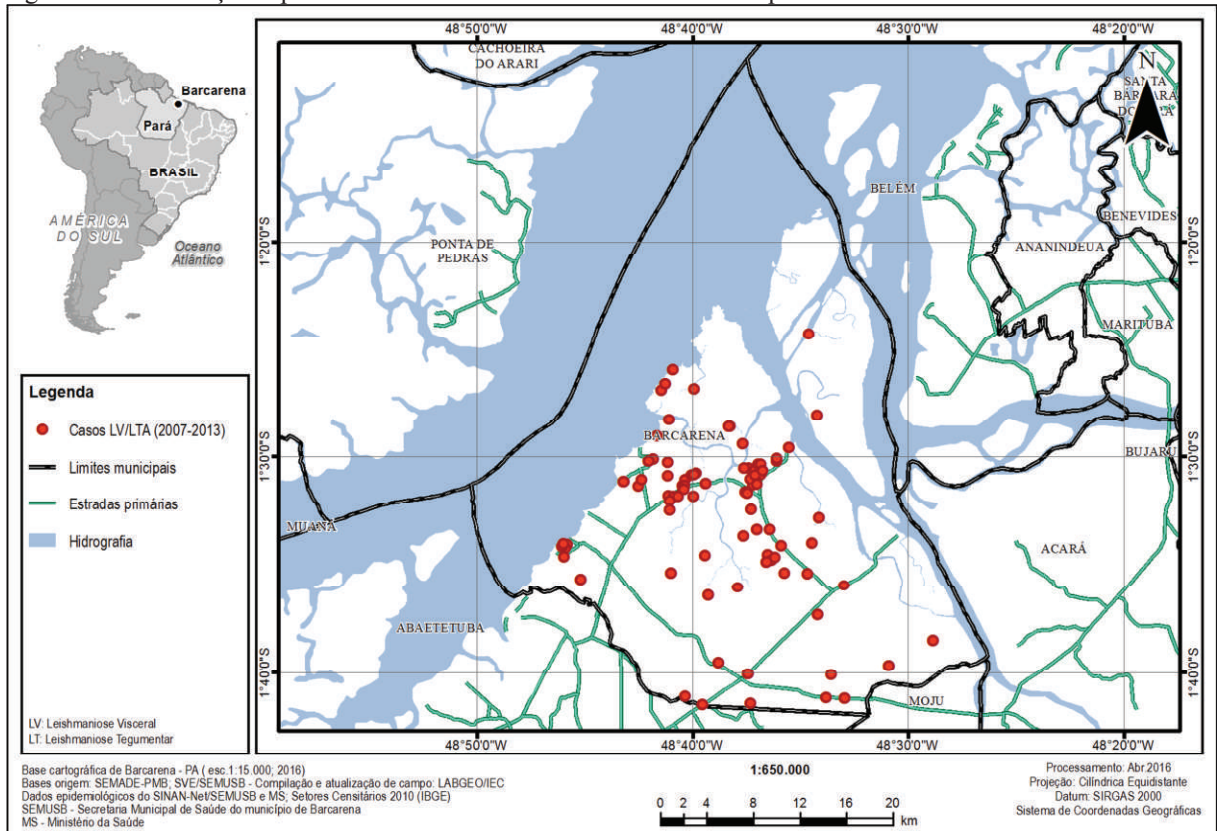 48°50'0"W
48°40'0"W
48°30'0"W
48°20'0"W
CACHOEIRA
DO ARARI
N
SANTA
BÁRBARA
Barcarena
Pará
BRASIL
AMÉRICA
DO SUL
Oceano
Atlântico
BELÉM
BENEVIDES
1°20'0"S
PONTA DE
PEDRAS
ANANINDEUA
1°20'0"S
MARITUBA
Legenda
Casos LV/LTA (2007-2013)
Limites municipais
Estradas primárias
Hidrografia
BARCARENA
1°30'0"S
BUJARU
1°30'0"S
MUANÁ
ACARÁ
ABAETETUBA
1°40'0"S
MOJU
1°40'0"S
LV: Leishmaniose Visceral
LT: Leishmaniose Tegumentar
48°50'0"W
48°40'0"W
48°30'0"W
48°20'0"W
Base cartográfica de Barcarena - PA ( esc.1:15.000; 2016)
Bases origem: SEMADE-PMB; SVE/SEMUSB - Compilação e atualização de campo: LABGEO/IEC
Dados epidemiológicos do SINAN-Net/SEMUSB e MS; Setores Censitários 2010 (IBGE)
SEMUSB - Secretaria Municipal de Saúde do município de Barcarena
MS - Ministério da Saúde
1:650.000
0 2 4 8 12 16 20
km
Processamento: Abr.2016
Projeção: Cilíndrica Equidistante
Datum: SIRGAS 2000
Sistema de Coordenadas Geográficas